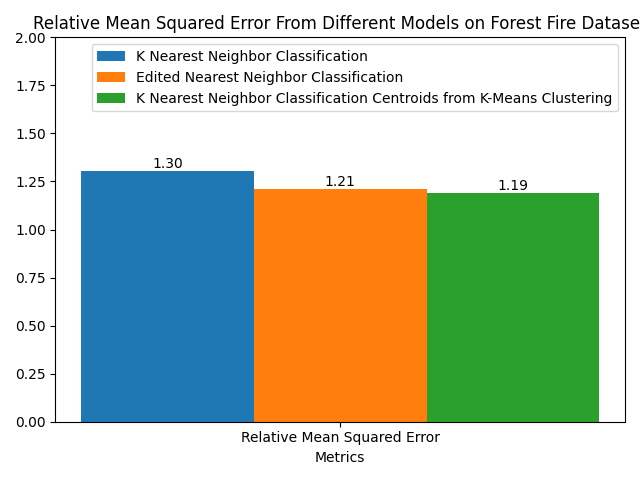 Relative Mean Squared Error From Different Models on Forest Fire Datase
2.00
1.75
1.50
1.25
1.00
0.75
0.50
0.25
0.00
K Nearest Neighbor Classification
Edited Nearest Neighbor Classification
K Nearest Neighbor Classification Centroids from K-Means Clustering
1.30
1.21
1.19
Relative Mean Squared Error
Metrics